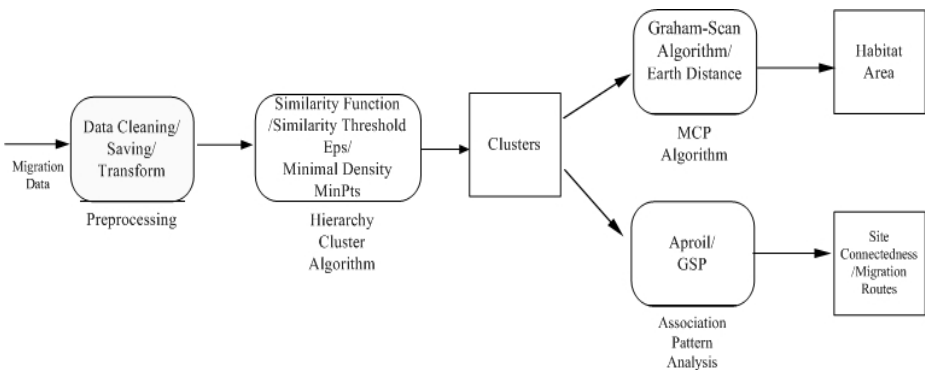 Migration
Data
Data Cleaning/
Saving/
Transform
Preprocessing
Similarity Function
/Similarity Threshold
Eps/
Minimal Density
MinPts
Hierarchy
Cluster
Algorithm
Clusters
Graham-Scan
Algorithm/
Earth Distance
MCP
Algorithm
Habitat
Area
Aproil/
GSP
Association
Pattern
Analysis
Site
Connectedness
/Migration
Routes